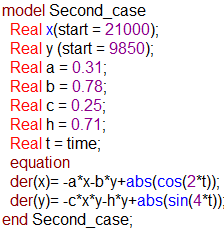 model Second_case
Real x(start = 21000);
Real y (start = 9850);
Real a = 0.31;
Real b = 0.78;
Real c = 0.25;
Real h = 0.71;
Real t = time;
equation
der(x)= -a*x-b*y+abs(cos(2*t));
der(y)= -c*x*y-h*y+abs(sin(4*t));
end Second_case;